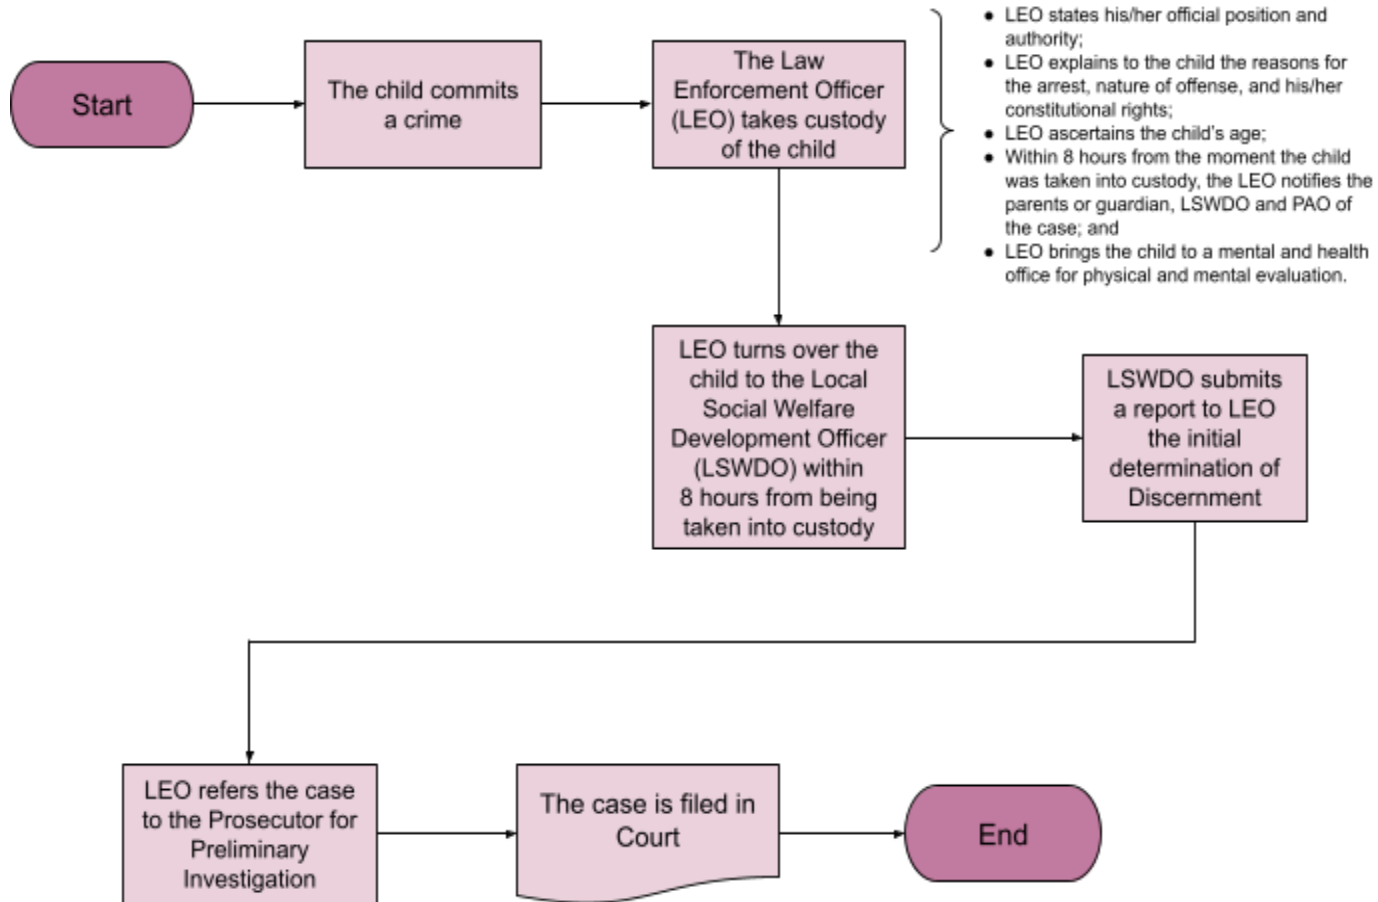 Start
The child commits
a crime
The Law
Enforcement Officer
(LEO) takes custody
of the child
● LEO states his/her official position and
authority;
● LEO explains to the child the reasons for
the arrest, nature of offense, and his/her
constitutional rights;
● LEO ascertains the child's age;
● Within 8 hours from the moment the child
was taken into custody, the LEO notifies the
parents or guardian, LSWDO and PAO of
the case; and
● LEO brings the child to a mental and health
office for physical and mental evaluation.
LEO turns over the
child to the Local
Social Welfare
Development Officer
(LSWDO) within
8 hours from being
taken into custody
LSWDO submits
a report to LEO
the initial
determination of
Discernment
LEO refers the case
to the Prosecutor for
Preliminary
Investigation
The case is filed in
Court
End